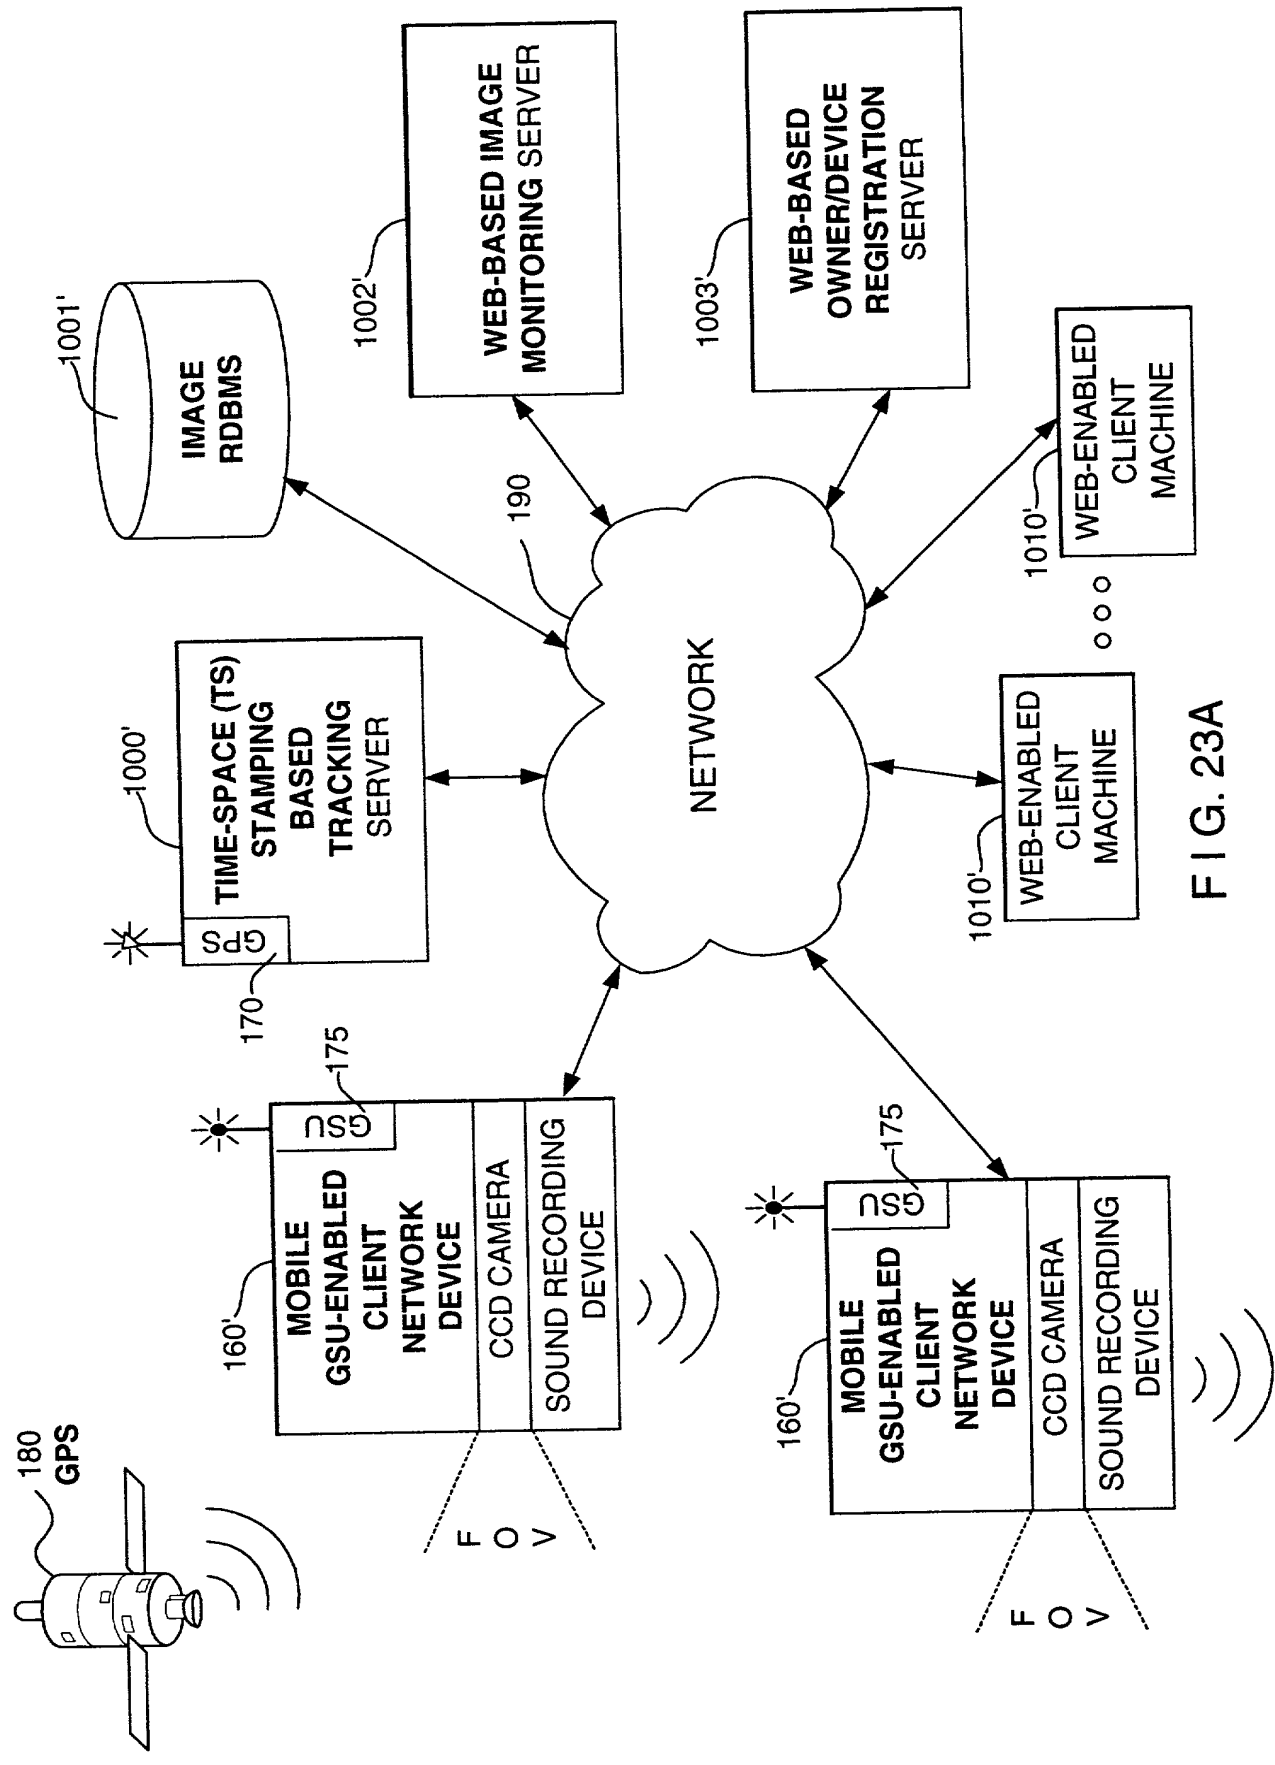 180
GPS
160'
MOBILE
GSU-ENABLED
CLIENT
NETWORK
DEVICE
GSU
175
CCD CAMERA
SOUND RECORDING
DEVICE
F
O
V
160'
MOBILE
GSU-ENABLED
CLIENT
NETWORK
DEVICE
GSU
175
CCD CAMERA
SOUND RECORDING
DEVICE
F
O
V
170
GPS
1000'
TIME-SPACE (TS)
STAMPING
BASED
TRACKING
SERVER
1001'
IMAGE
RDBMS
190
NETWORK
1002'
WEB-BASED IMAGE
MONITORING SERVER
1003'
WEB-BASED
OWNER/DEVICE
REGISTRATION
SERVER
1010'
WEB-ENABLED
CLIENT
MACHINE
1010'
WEB-ENABLED
CLIENT
MACHINE
FIG. 23A